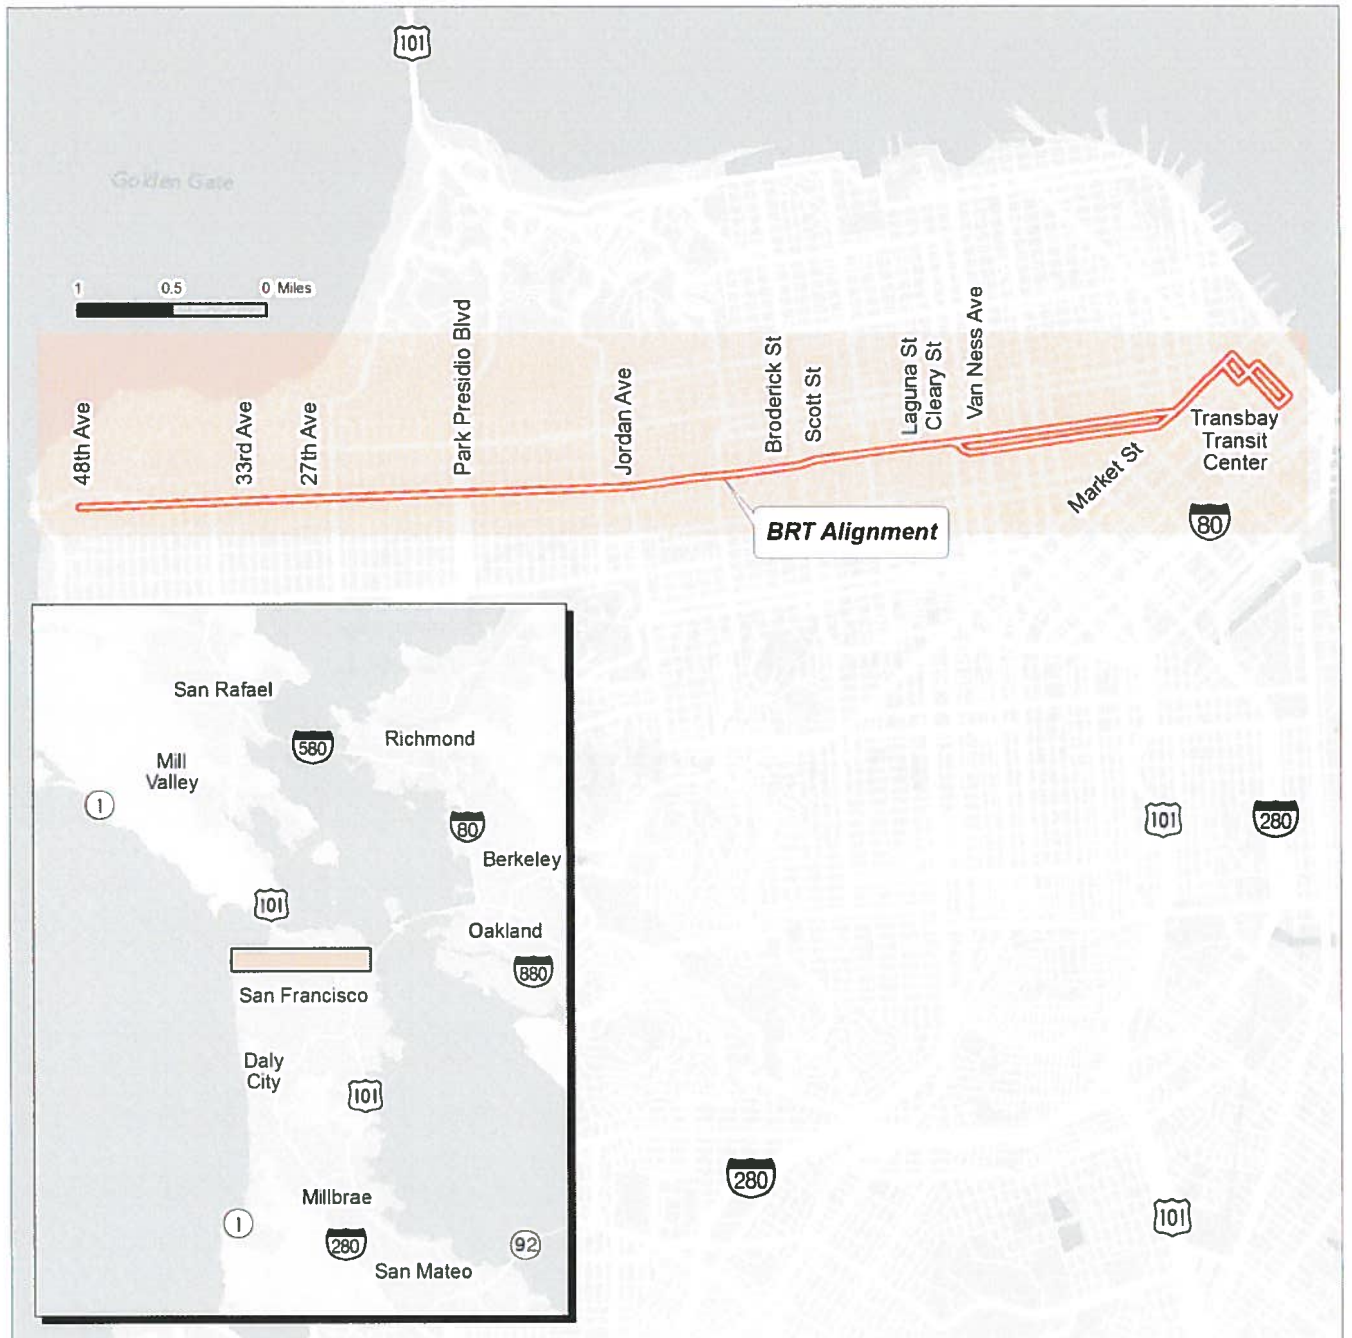 101
Golden Gate
1 0.5 0 Miles
48th Ave
33rd Ave
27th Ave
Park Presidio Blvd
Jordan Ave
Broderick St
Scott St
Laguna St
Cleary St
Van Ness Ave
Market St
Transbay
Transit
Center
80
BRT Alignment
San Rafael
580
Richmond
Mill
Valley
1
80
Berkeley
101
Oakland
880
San Francisco
Daly
City
101
Millbrae
1
280
92
San Mateo
101
280
280
101